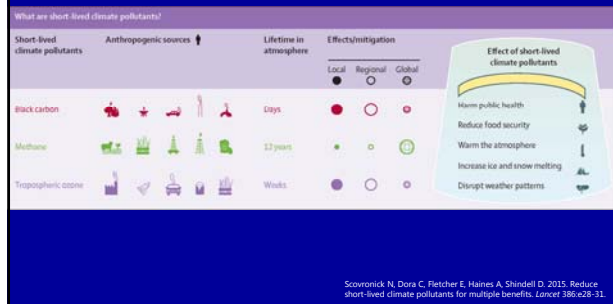 What are short-lived climate pollutants?
Short-lived climate pollutants
Anthropogenic sources
Lifetime in atmosphere
Effects/mitigation
Local
Regional
Global
Black carbon
Days
Methane
12 years
Tropospheric ozone
Weeks
Effect of short-lived climate pollutants
Harm public health
Reduce food security
Warm the atmosphere
Increase ice and snow melting
Disrupt weather patterns
Scovronick N, Dora C, Fletcher E, Haines A, Shindell D. 2015. Reduce
short-lived climate pollutants for multiple benefits. Lancet 386:e28-31.